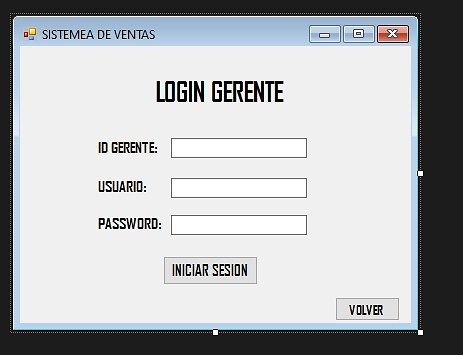 SISTEMEA DE VENTAS
LOGIN GERENTE
ID GERENTE:
USUARIO:
PASSWORD:
INICIAR SESION
VOLVER